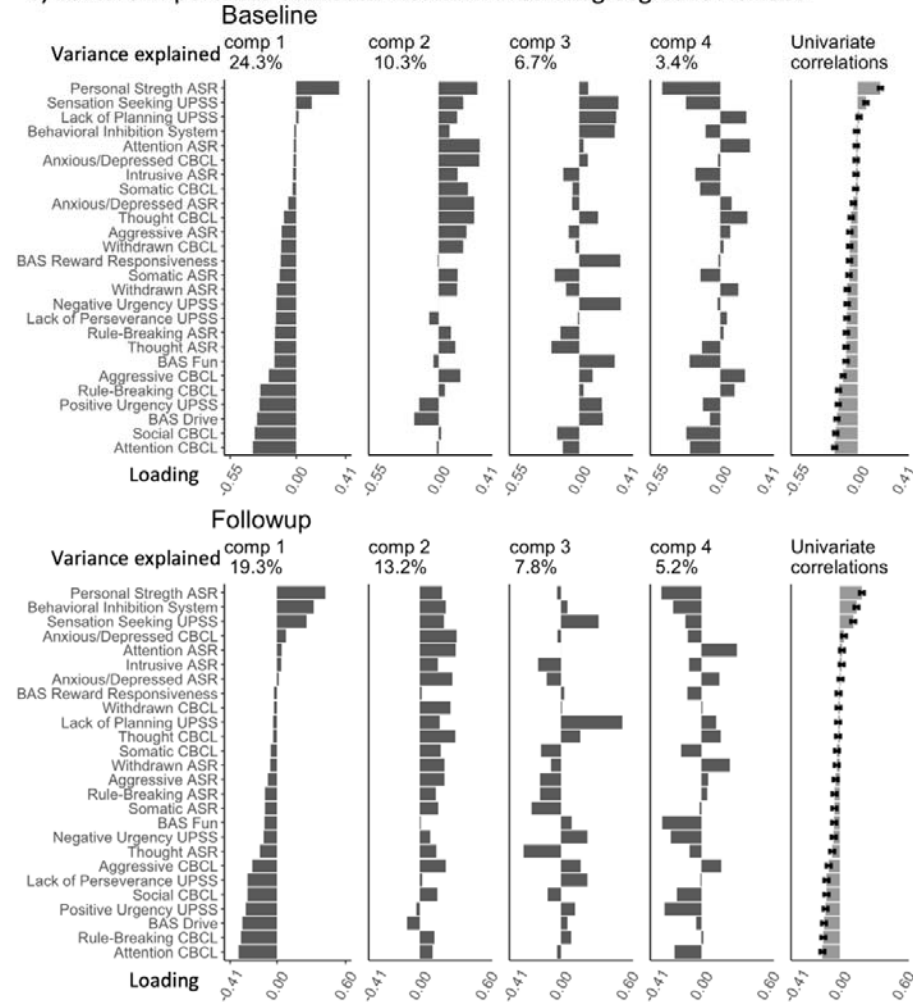 Baseline
Variance explained
comp 1 comp 2 comp 3 comp 4 Univariate
24.3% 10.3% 6.7% 3.4% correlations
Personal Stregth ASR
Sensation Seeking UPSS
Lack of Planning UPSS
Behavioral Inhibition System
Attention ASR
Anxious/Depressed CBCL
Intrusive ASR
Somatic CBCL
Anxious/Depressed ASR
Thought CBCL
Aggressive ASR
Withdrawn CBCL
BAS Reward Responsiveness
Somatic ASR
Withdrawn ASR
Negative Urgency UPSS
Lack of Perseverance UPSS
Rule-Breaking ASR
Thought ASR
BAS Fun
Aggressive CBCL
Rule-Breaking CBCL
Positive Urgency UPSS
BAS Drive
Social CBCL
Attention CBCL
Loading
-0.55 0.00 0.41 -0.55 0.00 0.41 -0.55 0.00 0.41 -0.55 0.00 0.41 -0.55 0.00 0.41
Followup
Variance explained
comp 1 comp 2 comp 3 comp 4 Univariate
19.3% 13.2% 7.8% 5.2% correlations
Personal Stregth ASR
Behavioral Inhibition System
Sensation Seeking UPSS
Anxious/Depressed CBCL
Attention ASR
Intrusive ASR
Anxious/Depressed ASR
BAS Reward Responsiveness
Withdrawn CBCL
Lack of Planning UPSS
Thought CBCL
Somatic CBCL
Withdrawn ASR
Aggressive ASR
Rule-Breaking ASR
Somatic ASR
BAS Fun
Negative Urgency UPSS
Thought ASR
Aggressive CBCL
Lack of Perseverance UPSS
Social CBCL
Positive Urgency UPSS
BAS Drive
Rule-Breaking CBCL
Attention CBCL
Loading
-0.41 0.00 0.60 -0.41 0.00 0.60 -0.41 0.00 0.60 -0.41 0.00 0.60 -0.41 0.00 0.60